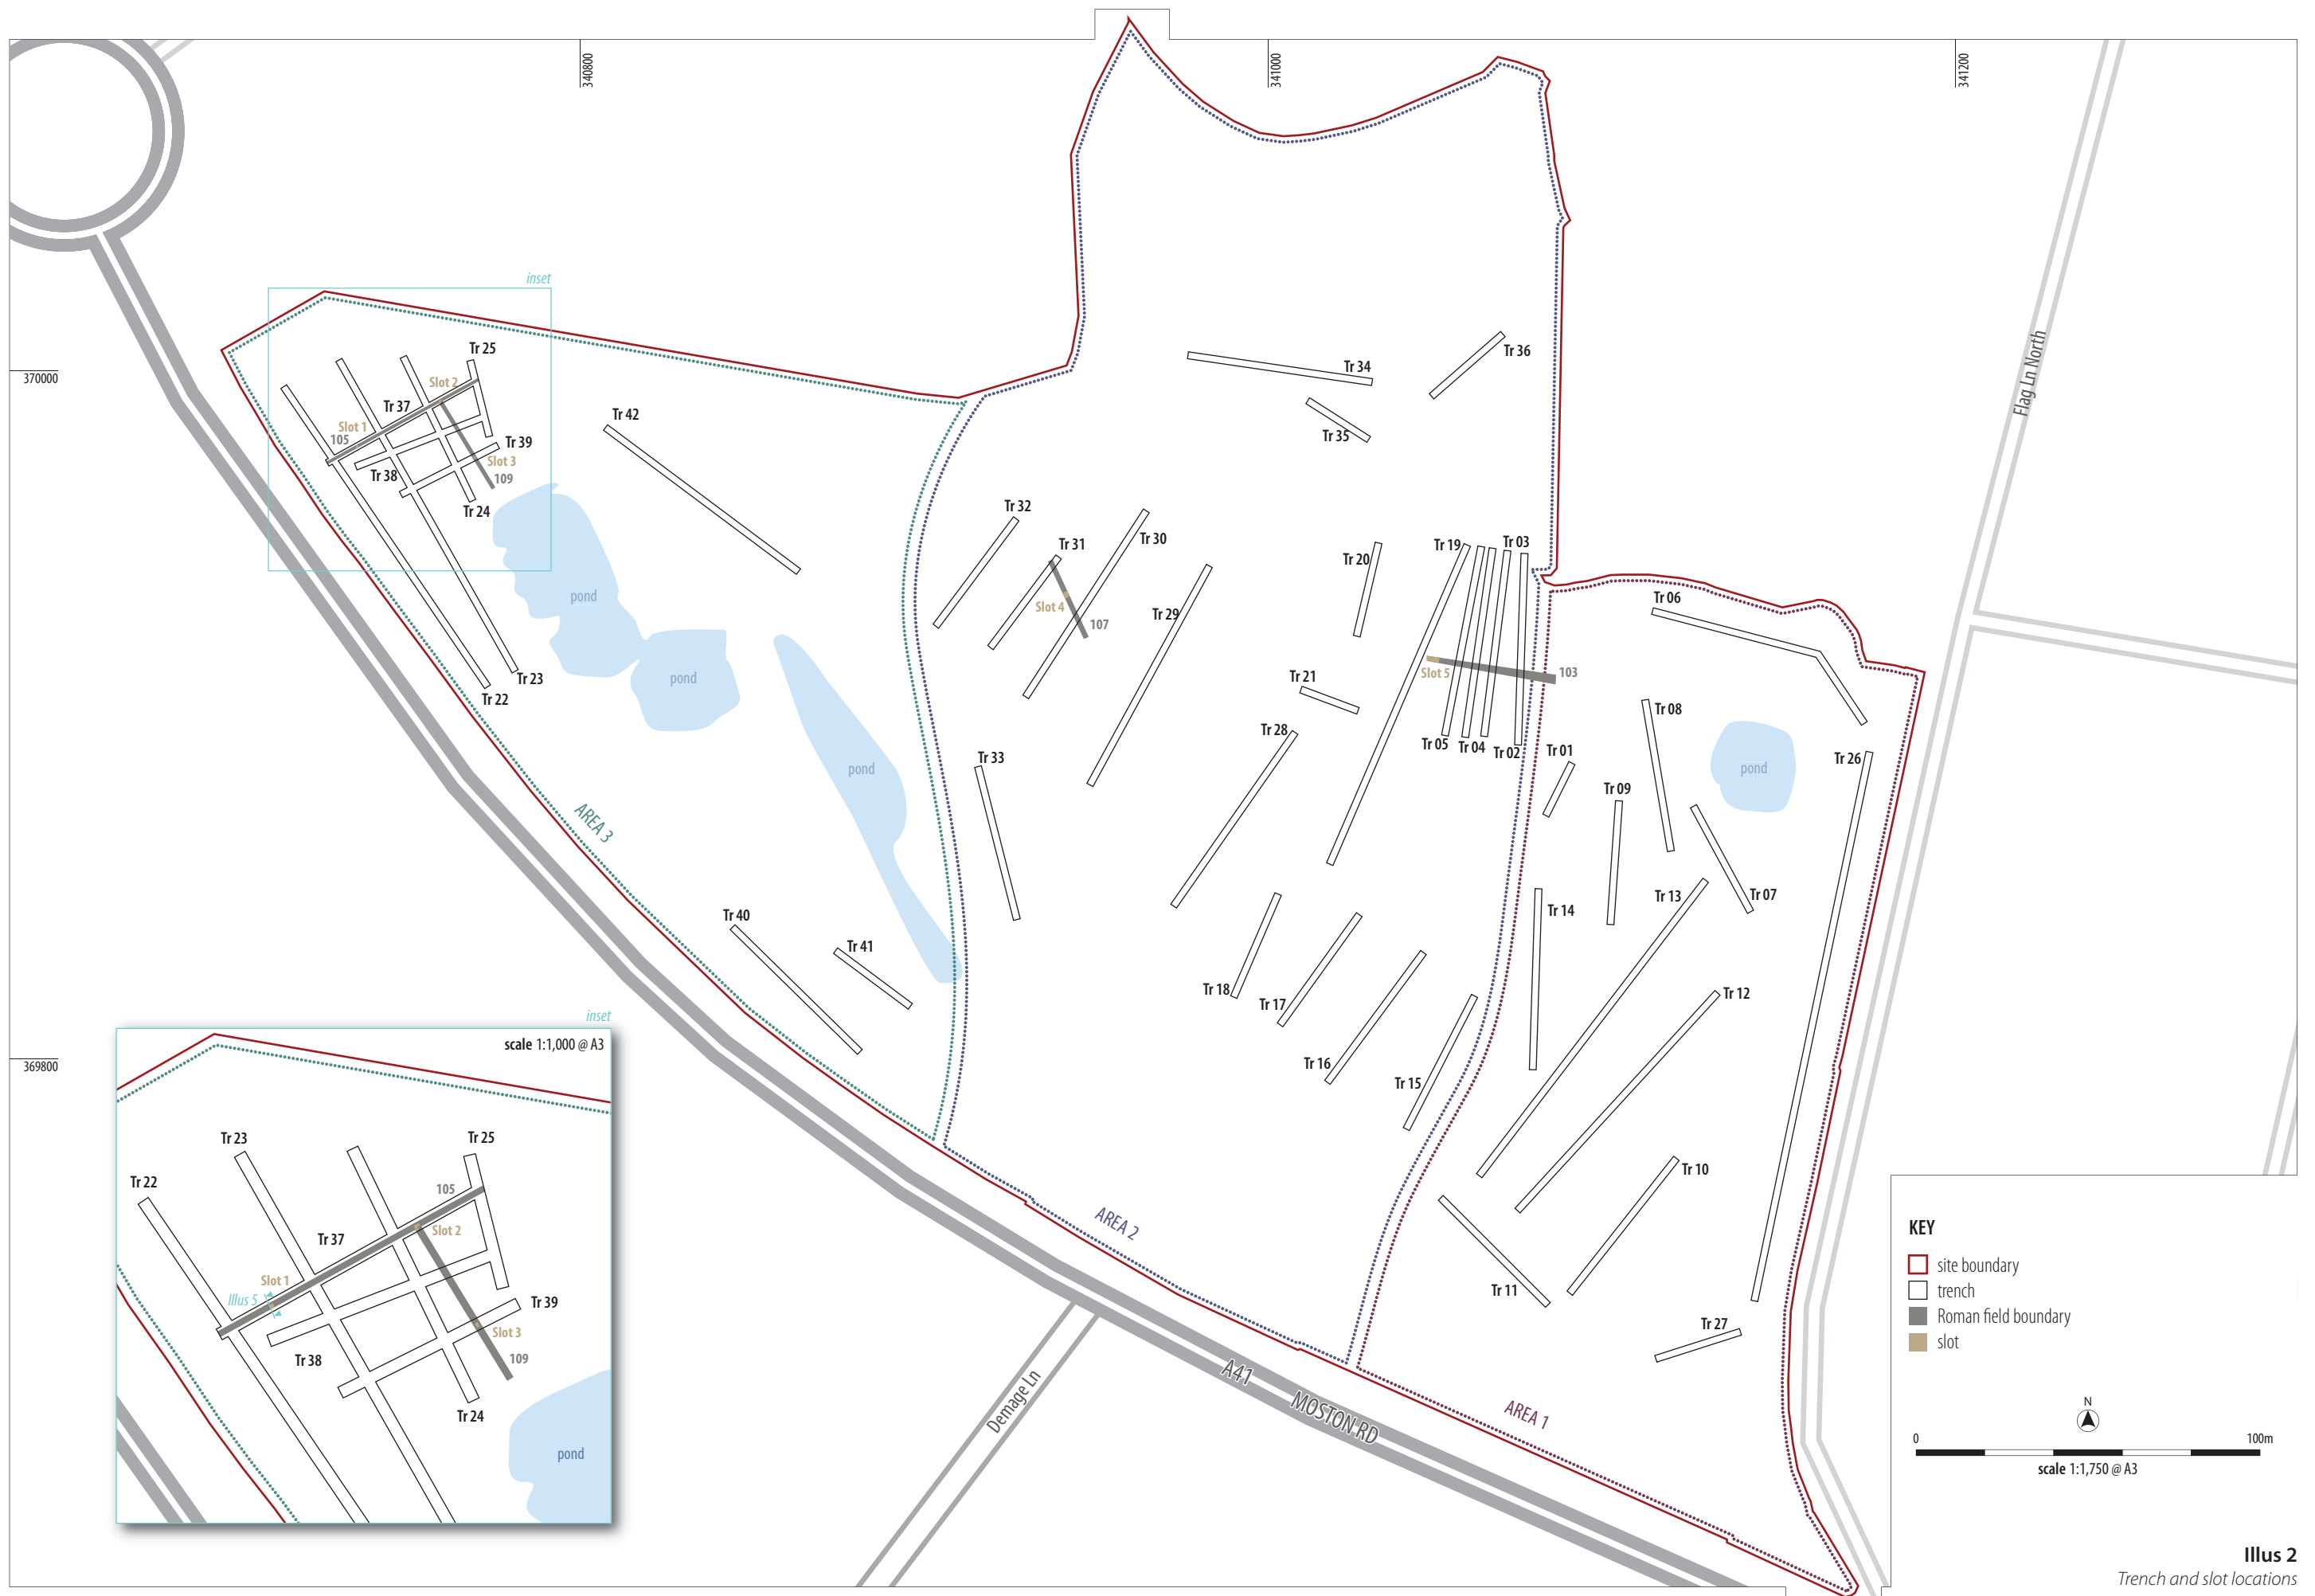 340800
341000
341200
370000
369800
inset
Tr 25
Slot 2
Tr 37
Slot 1
105
Tr 39
Slot 3
Tr 38
109
Tr 24
Tr 42
Tr 23
Tr 22
pond
pond
pond
AREA 3
Tr 40
Tr 41
Tr 34
Tr 36
Tr 35
Tr 32
Tr 31
Tr 30
Slot 4
107
Tr 29
Tr 20
Tr 19
Tr 03
Tr 21
Slot 5
103
Tr 28
Tr 05
Tr 04
Tr 02
Tr 33
Tr 18
Tr 17
Tr 16
Tr 15
AREA 2
Tr 06
Tr 08
Tr 01
Tr 09
pond
Tr 26
Tr 13
Tr 07
Tr 14
Tr 12
Tr 10
Tr 11
Tr 27
AREA 1
Flag Ln North
A41
MOSTON RD
Demage Ln
inset
scale 1:1,000 @ A3
Tr 23
Tr 25
Tr 22
105
Tr 37
Slot 2
Slot 1
Illus 5
Tr 39
Slot 3
Tr 38
109
Tr 24
pond
KEY
site boundary
trench
Roman field boundary
slot
N
0
100m
scale 1:1,750 @ A3
Illus 2
Trench and slot locations